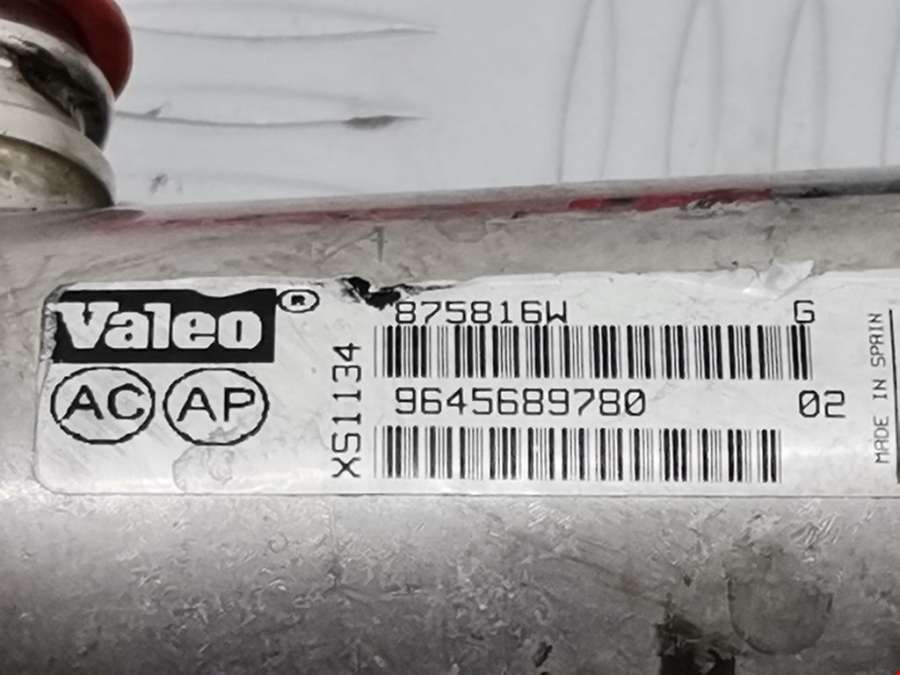 Valeo®
AC AP
XS1134
875816W G
9645689780 02
MADE IN SPAIN